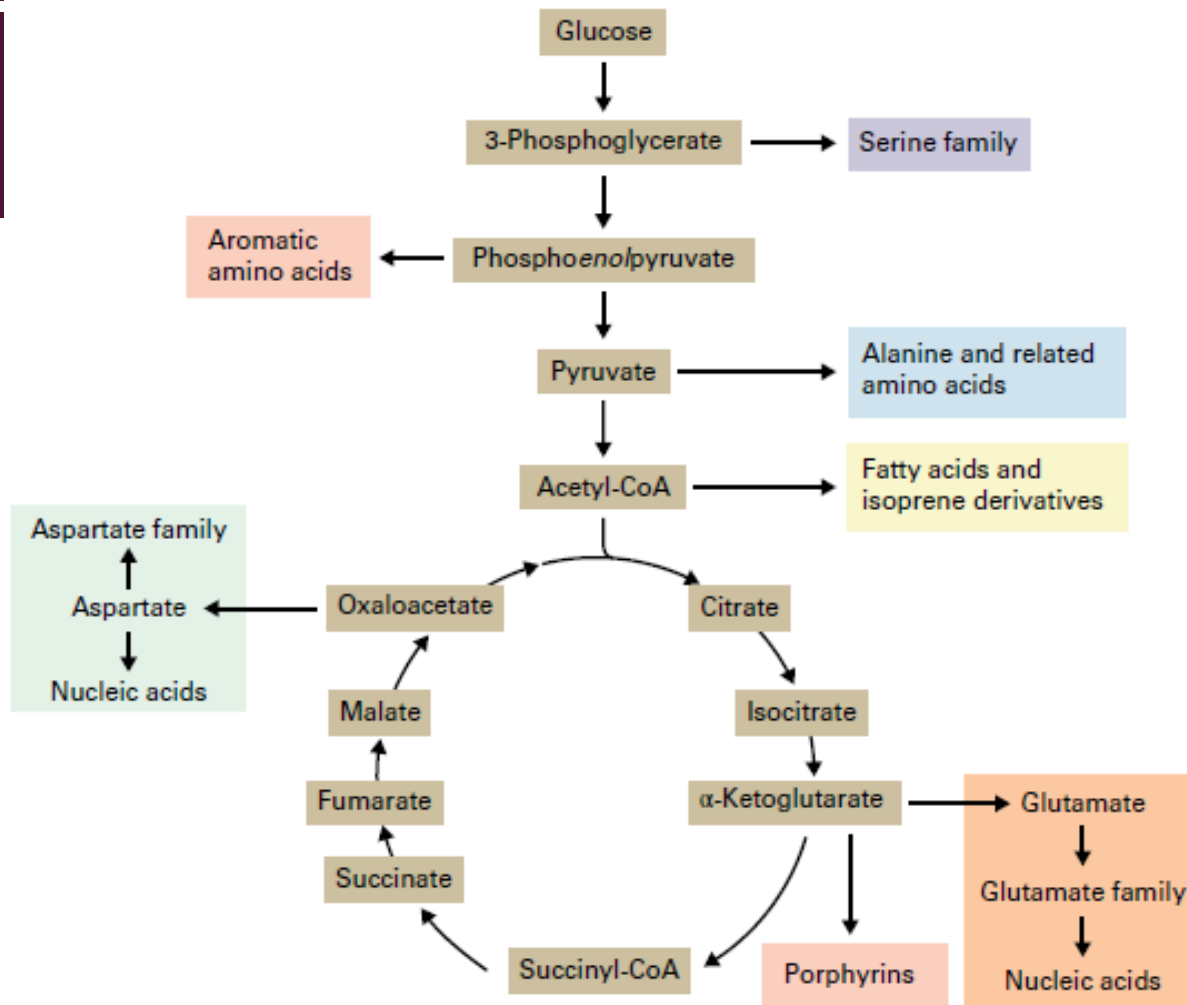 Glucose
3-Phosphoglycerate
Serine family
Aromatic
amino acids
Phosphoenolpyruvate
Pyruvate
Alanine and related
amino acids
Acetyl-CoA
Fatty acids and
isoprene derivatives
Aspartate family
Aspartate
Nucleic acids
Oxaloacetate
Citrate
Malate
Isocitrate
Fumarate
α-Ketoglutarate
Glutamate
Succinate
Glutamate family
Succinyl-CoA
Porphyrins
Nucleic acids